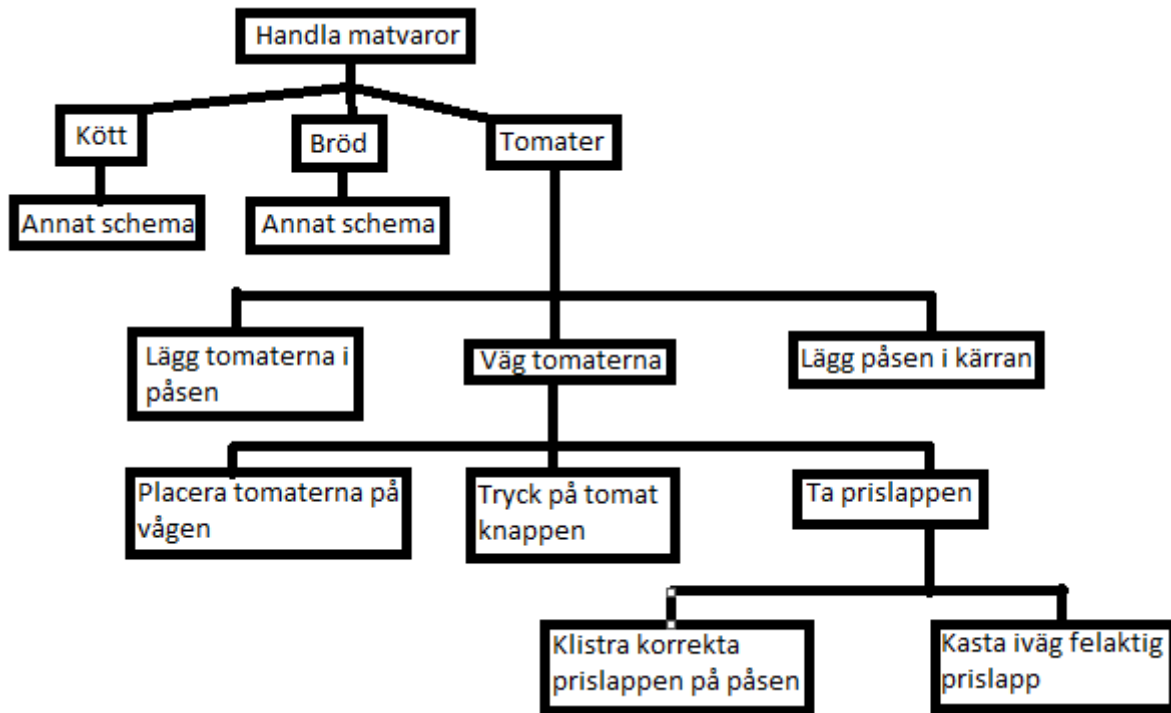 Handla matvaror
Kött
Bröd
Tomater
Annat schema
Annat schema
Lägg tomaterna i
påsen
Väg tomaterna
Lägg påsen i kärran
Placera tomaterna på
vågen
Tryck på tomat
knappen
Ta prislappen
Klistra korrekta
prislappen på påsen
Kasta iväg felaktig
prislapp